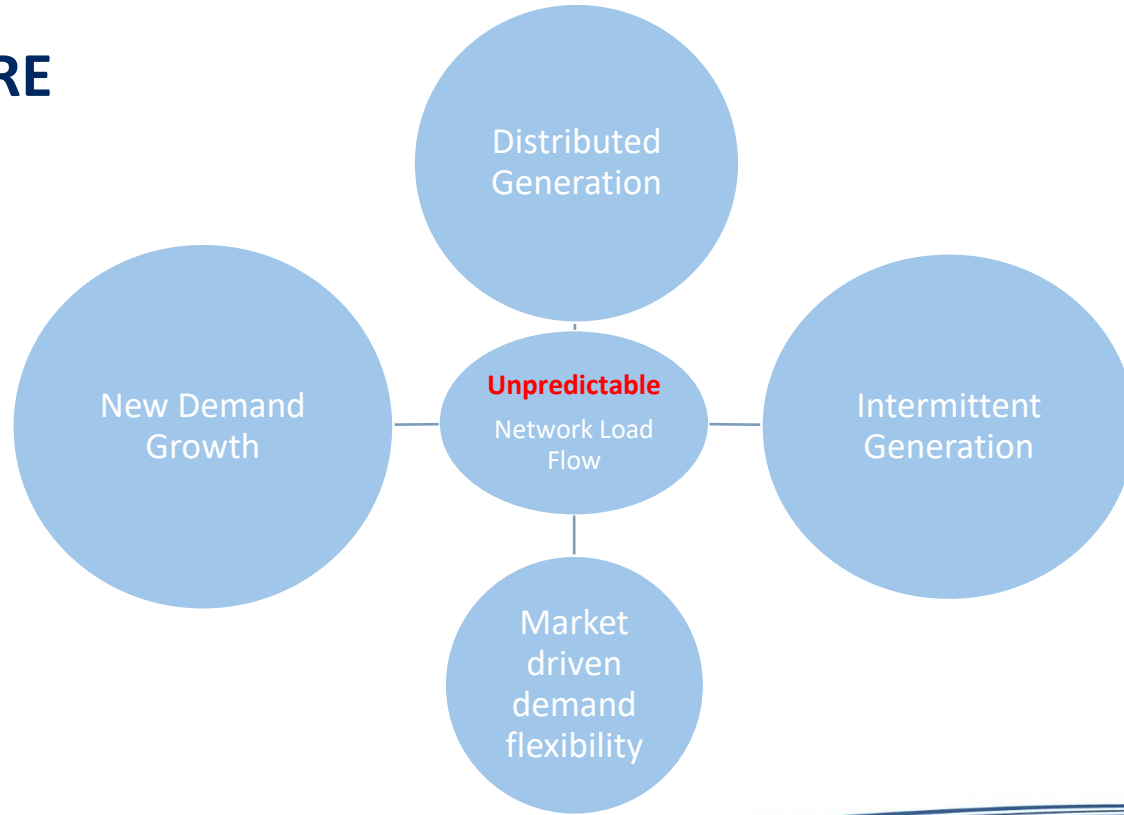 RE
Distributed
Generation
New Demand
Growth
Unpredictable
Network Load
Flow
Intermittent
Generation
Market
driven
demand
flexibility